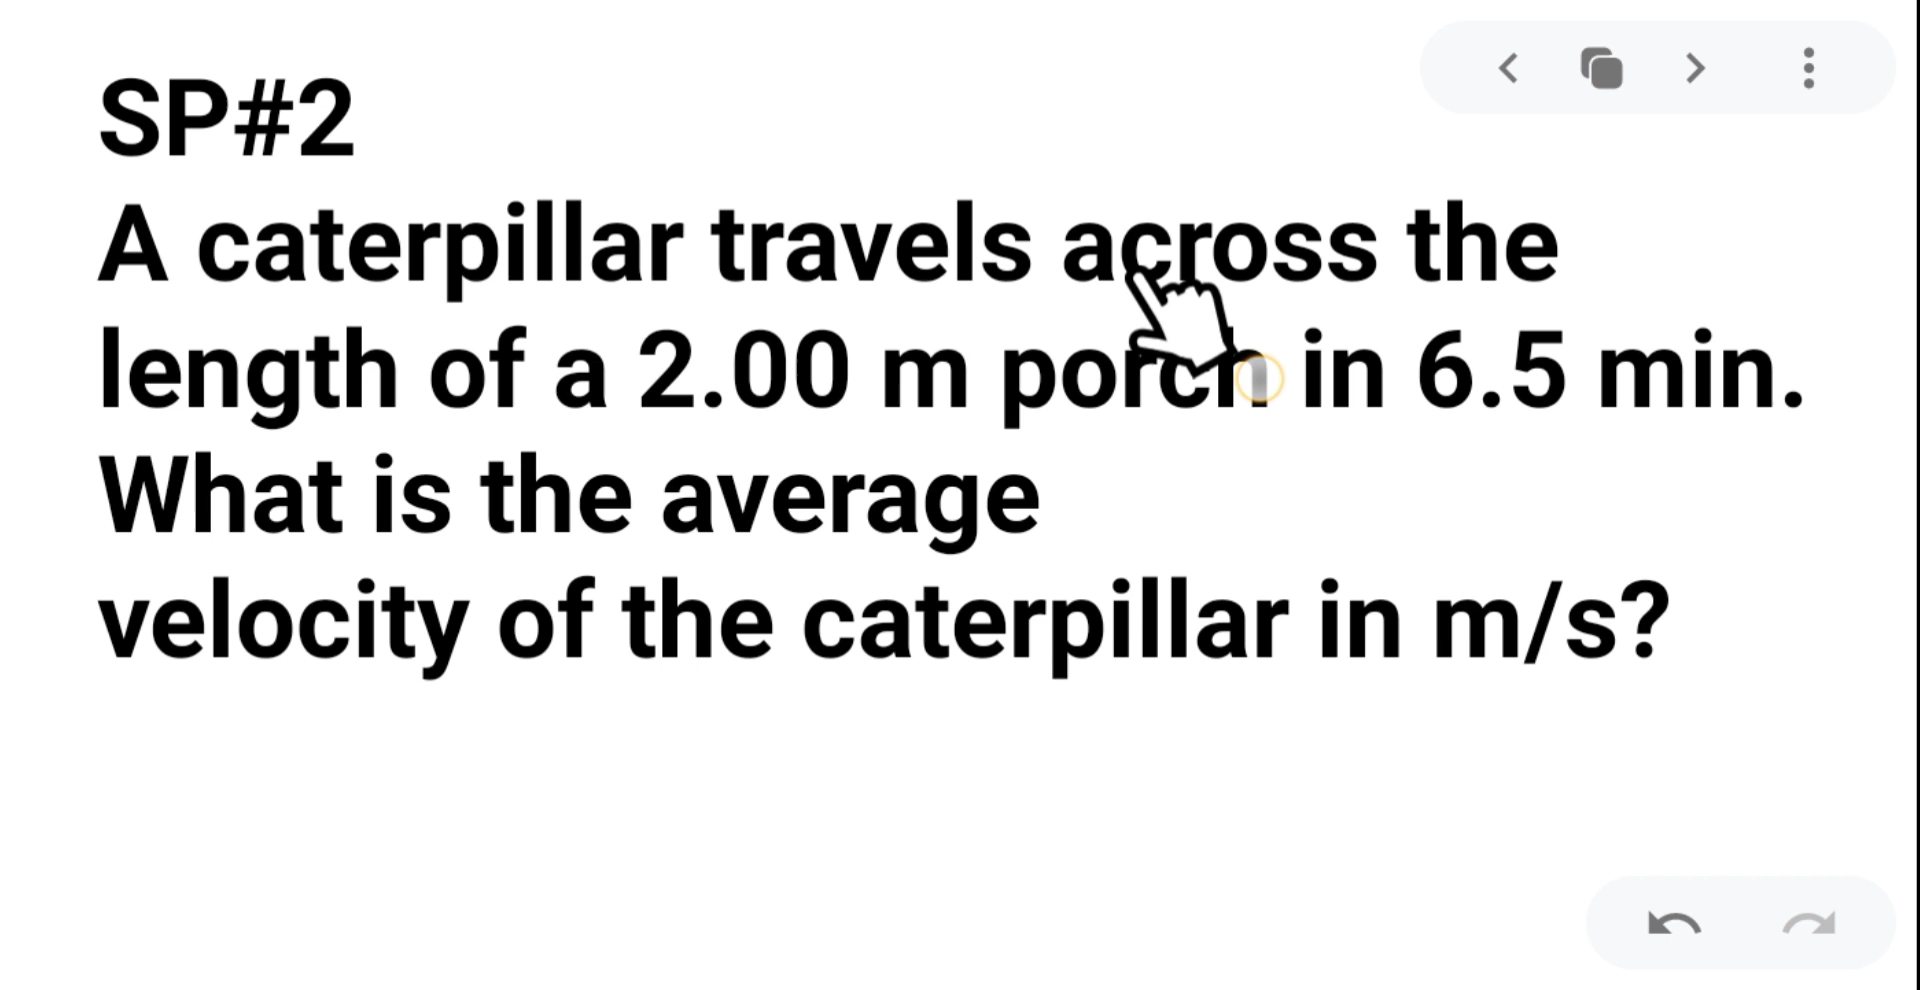 SP#2
A caterpillar travels across the
length of a 2.00 m porch in 6.5 min.
What is the average
velocity of the caterpillar in m/s?